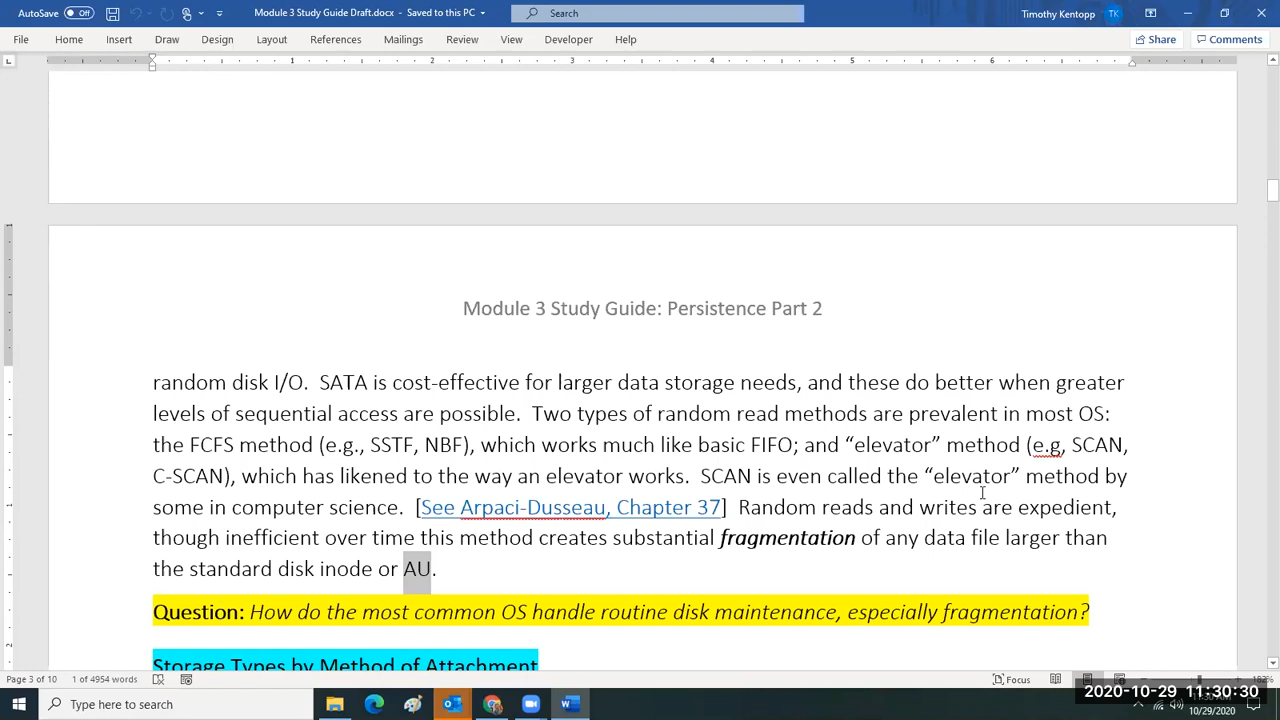 AutoSave Off Module 3 Study Guide Draft.docx - Saved to this PC Search Timothy Kentopp TK
File Home Insert Draw Design Layout References Mailings Review View Developer Help Share Comments
1 2 3 4 5 6 7
Module 3 Study Guide: Persistence Part 2
random disk I/O.  SATA is cost-effective for larger data storage needs, and these do better when greater
levels of sequential access are possible.  Two types of random read methods are prevalent in most OS:
the FCFS method (e.g., SSTF, NBF), which works much like basic FIFO; and “elevator” method (e.g, SCAN,
C-SCAN), which has likened to the way an elevator works.  SCAN is even called the “elevator” method by
some in computer science.  [See Arpaci-Dusseau, Chapter 37]  Random reads and writes are expedient,
though inefficient over time this method creates substantial fragmentation of any data file larger than
the standard disk inode or AU.
Question: How do the most common OS handle routine disk maintenance, especially fragmentation?
Storage Types by Method of Attachment
Page 3 of 10 1 of 4954 words Focus 182%
2020-10-29 11:30:30
Type here to search
10/29/2020